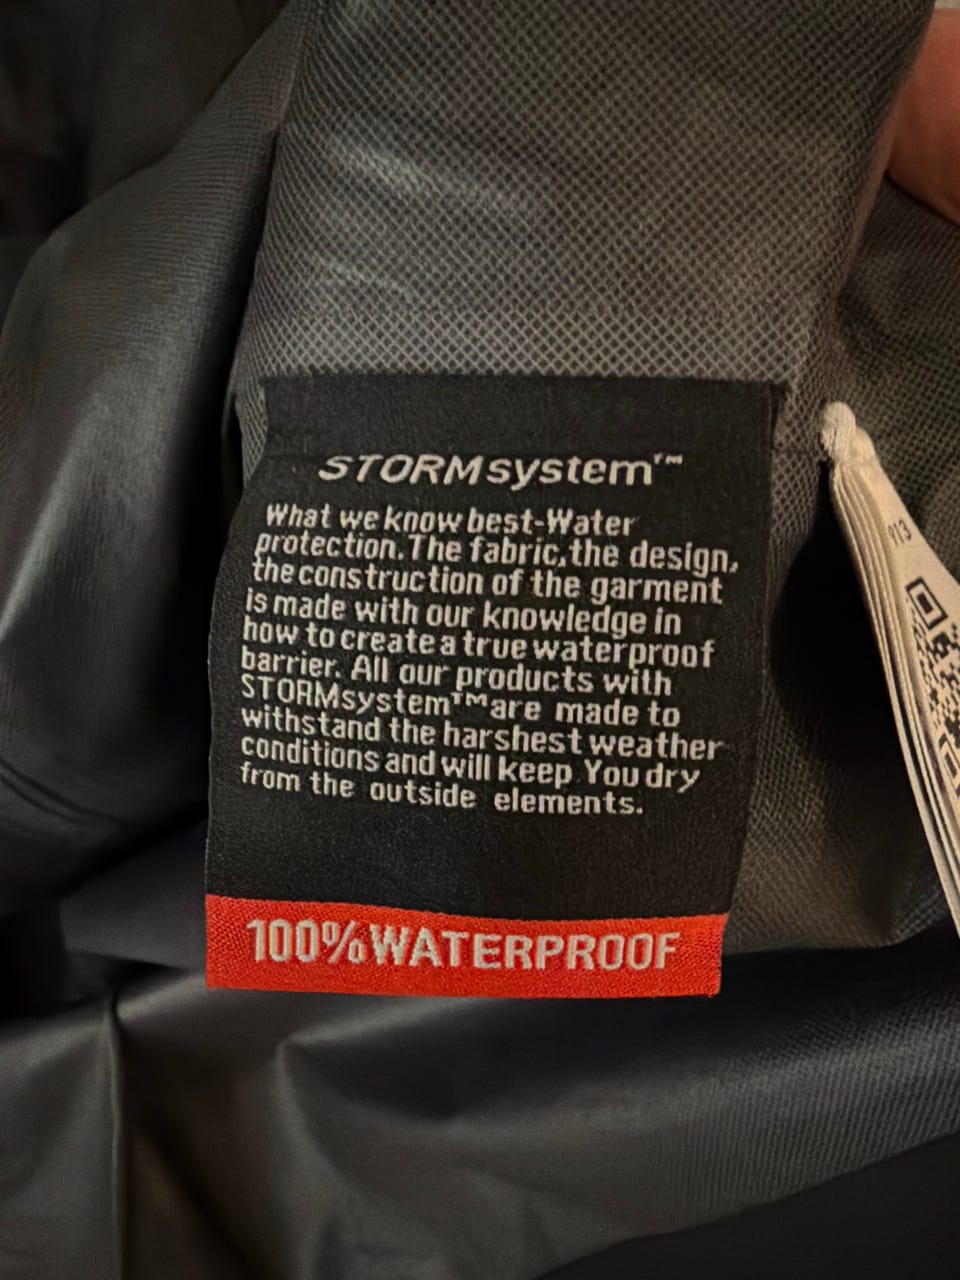 STORMsystem™
What we know best-Water
protection. The fabric, the design,
the construction of the garment
is made with our knowledge in
how to create a true waterproof
barrier. All our products with
STORMsystem™ are made to
withstand the harshest weather
conditions and will keep You dry
from the outside elements.
100% WATERPROOF
913